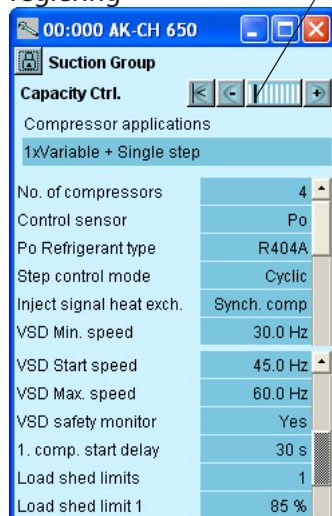 regiering
00:000 AK-CH 650
Suction Group
Capacity Ctrl.
Compressor applications
1xVariable + Single step
No. of compressors 4
Control sensor Po
Po Refrigerant type R404A
Step control mode Cyclic
Inject signal heat exch. Synch. comp
VSD Min. speed 30.0 Hz
VSD Start speed 45.0 Hz
VSD Max. speed 60.0 Hz
VSD safety monitor Yes
1. comp. start delay 30 s
Load shed limits 1
Load shed limit 1 85 %